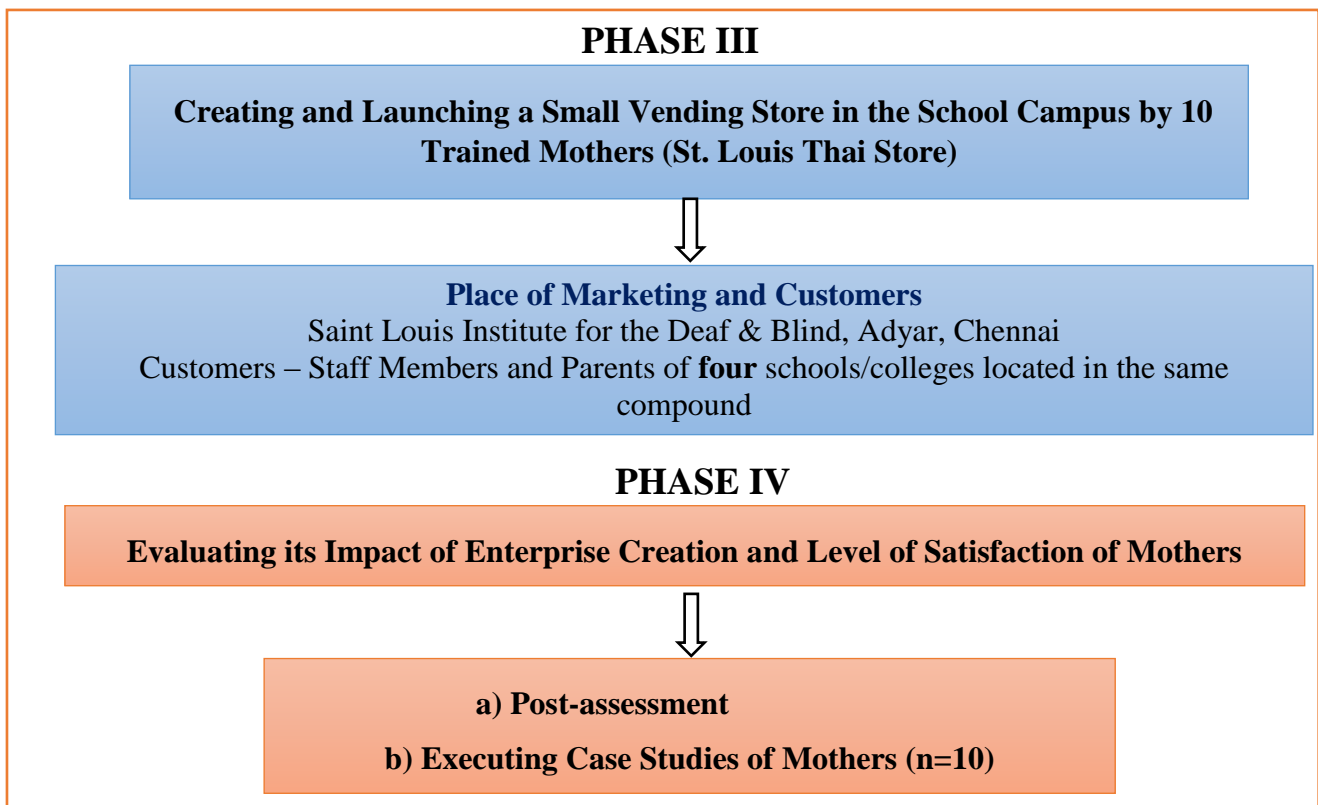 PHASE III
Creating and Launching a Small Vending Store in the School Campus by 10
Trained Mothers (St. Louis Thai Store)
Place of Marketing and Customers
Saint Louis Institute for the Deaf & Blind, Adyar, Chennai
Customers – Staff Members and Parents of four schools/colleges located in the same
compound
PHASE IV
Evaluating its Impact of Enterprise Creation and Level of Satisfaction of Mothers
a) Post-assessment
b) Executing Case Studies of Mothers (n=10)